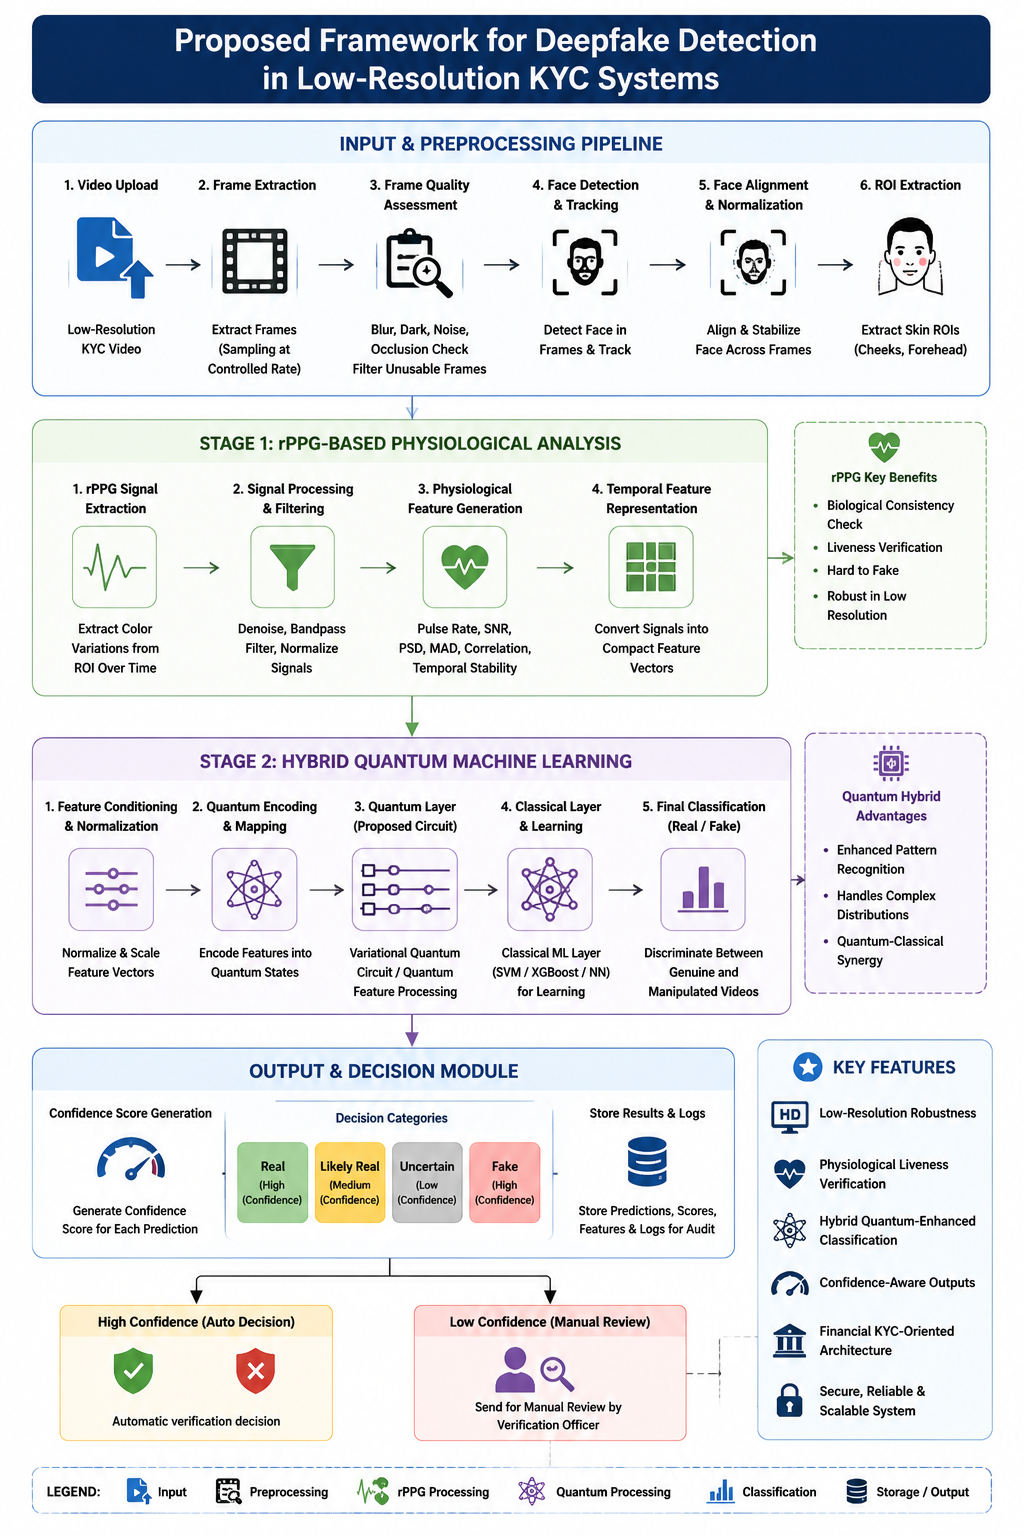 Proposed Framework for Deepfake Detection
in Low-Resolution KYC Systems
INPUT & PREPROCESSING PIPELINE
1. Video Upload
Low-Resolution
KYC Video
2. Frame Extraction
Extract Frames
(Sampling at
Controlled Rate)
3. Frame Quality
Assessment
Blur, Dark, Noise,
Occlusion Check
Filter Unusable Frames
4. Face Detection
& Tracking
Detect Face in
Frames & Track
5. Face Alignment
& Normalization
Align & Stabilize
Face Across Frames
6. ROI Extraction
Extract Skin ROIs
(Cheeks, Forehead)
STAGE 1: rPPG-BASED PHYSIOLOGICAL ANALYSIS
1. rPPG Signal
Extraction
Extract Color
Variations from
ROI Over Time
2. Signal Processing
& Filtering
Denoise, Bandpass
Filter, Normalize
Signals
3. Physiological
Feature Generation
Pulse Rate, SNR,
PSD, MAD, Correlation,
Temporal Stability
4. Temporal Feature
Representation
Convert Signals into
Compact Feature
Vectors
rPPG Key Benefits
• Biological Consistency
Check
• Liveness Verification
• Hard to Fake
• Robust in Low
Resolution
STAGE 2: HYBRID QUANTUM MACHINE LEARNING
1. Feature Conditioning
& Normalization
Normalize & Scale
Feature Vectors
2. Quantum Encoding
& Mapping
Encode Features into
Quantum States
3. Quantum Layer
(Proposed Circuit)
Variational Quantum
Circuit / Quantum
Feature Processing
4. Classical Layer
& Learning
Classical ML Layer
(SVM / XGBoost / NN)
for Learning
5. Final Classification
(Real / Fake)
Discriminate Between
Genuine and
Manipulated Videos
Quantum Hybrid
Advantages
• Enhanced Pattern
Recognition
• Handles Complex
Distributions
• Quantum-Classical
Synergy
OUTPUT & DECISION MODULE
Confidence Score Generation
Generate Confidence
Score for Each Prediction
Decision Categories
Real
(High
(Confidence)
Likely Real
(Medium
(Confidence)
Uncertain
(Low
(Confidence)
Fake
(High
(Confidence)
Store Results & Logs
Store Predictions, Scores,
Features & Logs for Audit
KEY FEATURES
HD
Low-Resolution Robustness
Physiological Liveness
Verification
Hybrid Quantum-Enhanced
Classification
Confidence-Aware Outputs
Financial KYC-Oriented
Architecture
Secure, Reliable &
Scalable System
High Confidence (Auto Decision)
Automatic verification decision
Low Confidence (Manual Review)
Send for Manual Review by
Verification Officer
LEGEND:
Input
Preprocessing
rPPG Processing
Quantum Processing
Classification
Storage / Output